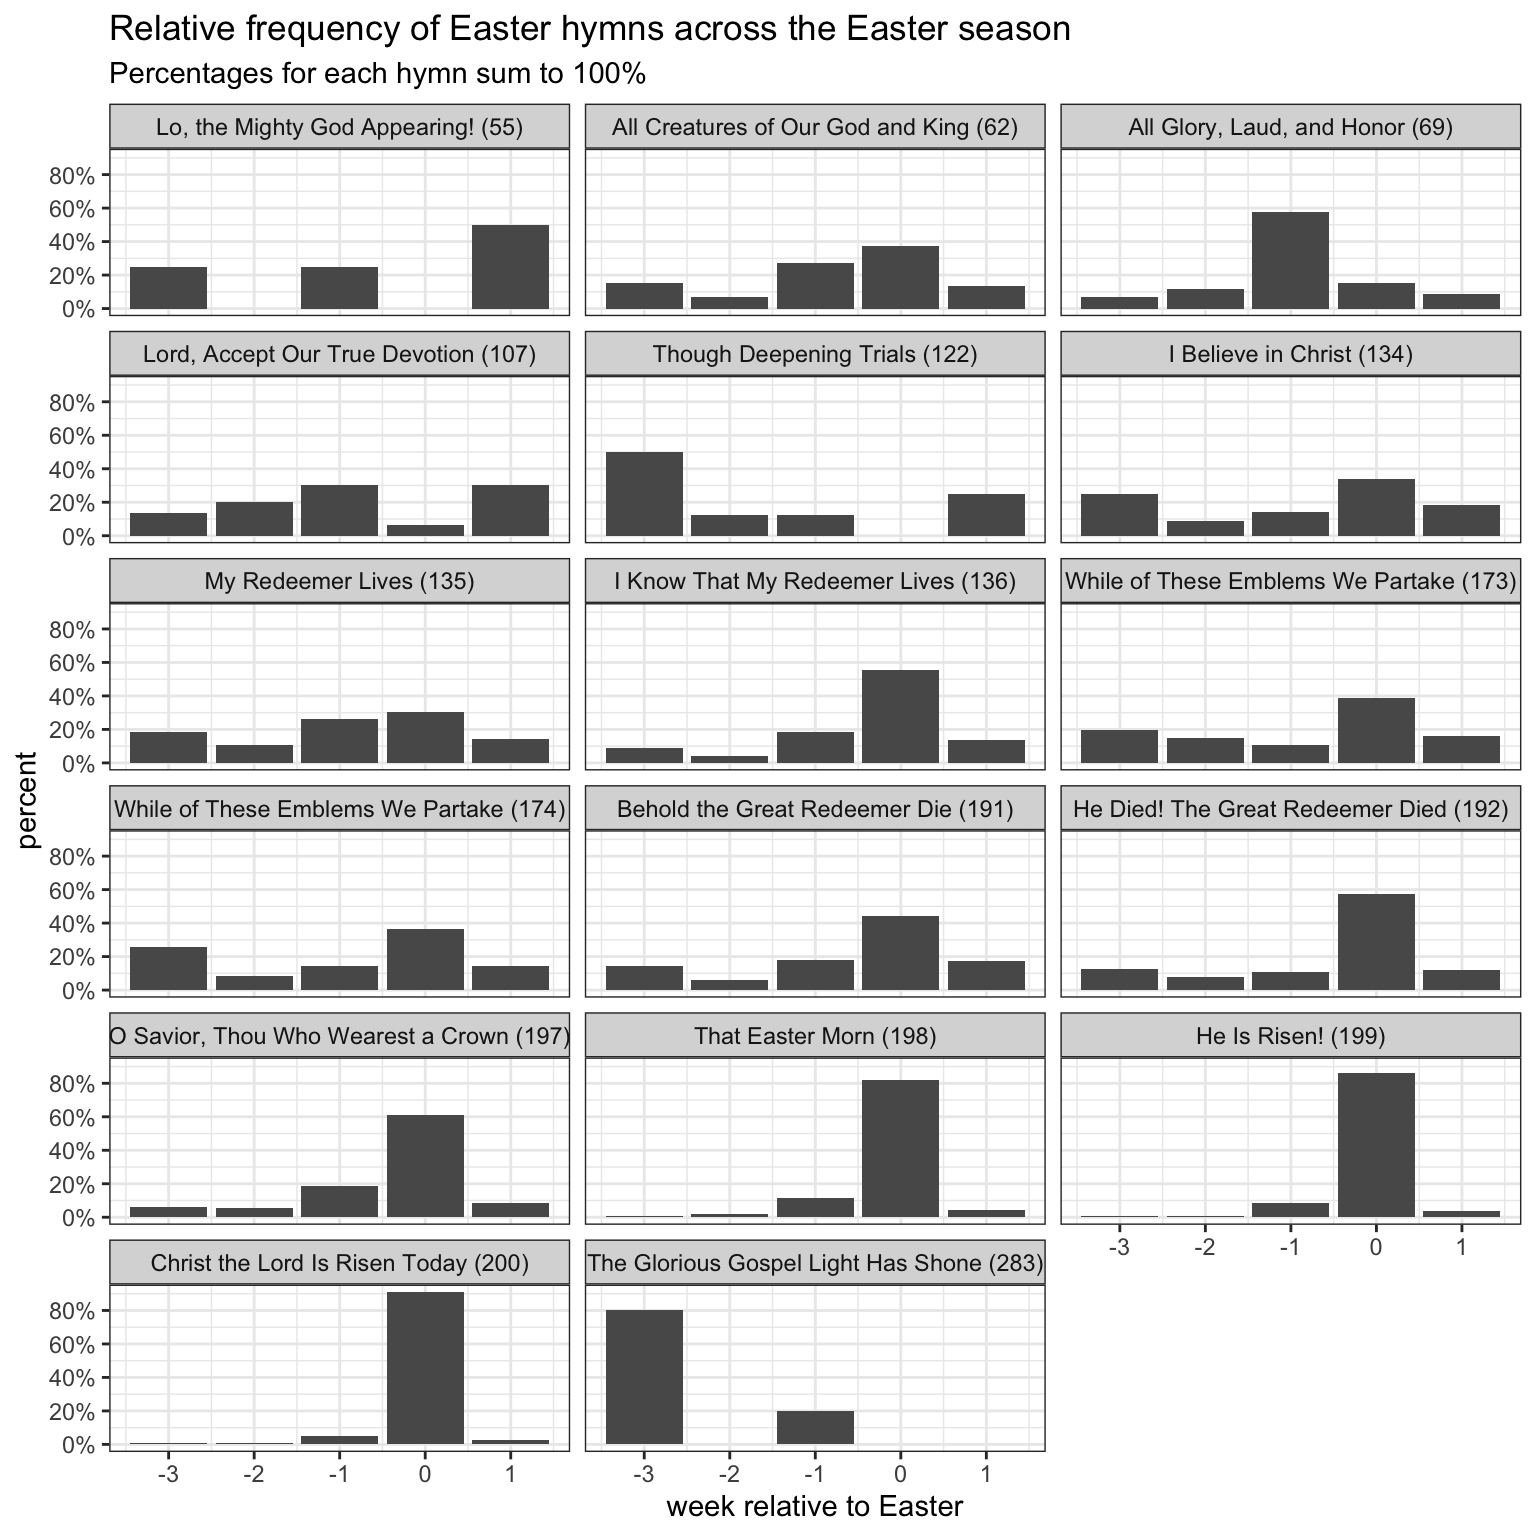 Relative frequency of Easter hymns across the Easter season
Percentages for each hymn sum to 100%
Lo, the Mighty God Appearing! (55)
All Creatures of Our God and King (62)
All Glory, Laud, and Honor (69)
80%
60%
40%
20%
0%
Lord, Accept Our True Devotion (107)
Though Deepening Trials (122)
I Believe in Christ (134)
80%
60%
40%
20%
0%
My Redeemer Lives (135)
I Know That My Redeemer Lives (136)
While of These Emblems We Partake (173)
80%
60%
40%
20%
0%
percent
While of These Emblems We Partake (174)
Behold the Great Redeemer Die (191)
He Died! The Great Redeemer Died (192)
80%
60%
40%
20%
0%
O Savior, Thou Who Wearest a Crown (197)
That Easter Morn (198)
He Is Risen! (199)
80%
60%
40%
20%
0%
-3 -2 -1 0 1
Christ the Lord Is Risen Today (200)
The Glorious Gospel Light Has Shone (283)
80%
60%
40%
20%
0%
-3 -2 -1 0 1
-3 -2 -1 0 1
week relative to Easter